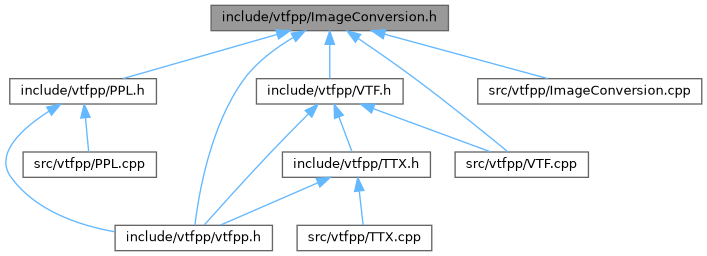 include/vtfpp/ImageConversion.h
include/vtfpp/PPL.h
include/vtfpp/VTF.h
src/vtfpp/ImageConversion.cpp
src/vtfpp/PPL.cpp
include/vtfpp/TTX.h
src/vtfpp/VTF.cpp
include/vtfpp/vtfpp.h
src/vtfpp/TTX.cpp